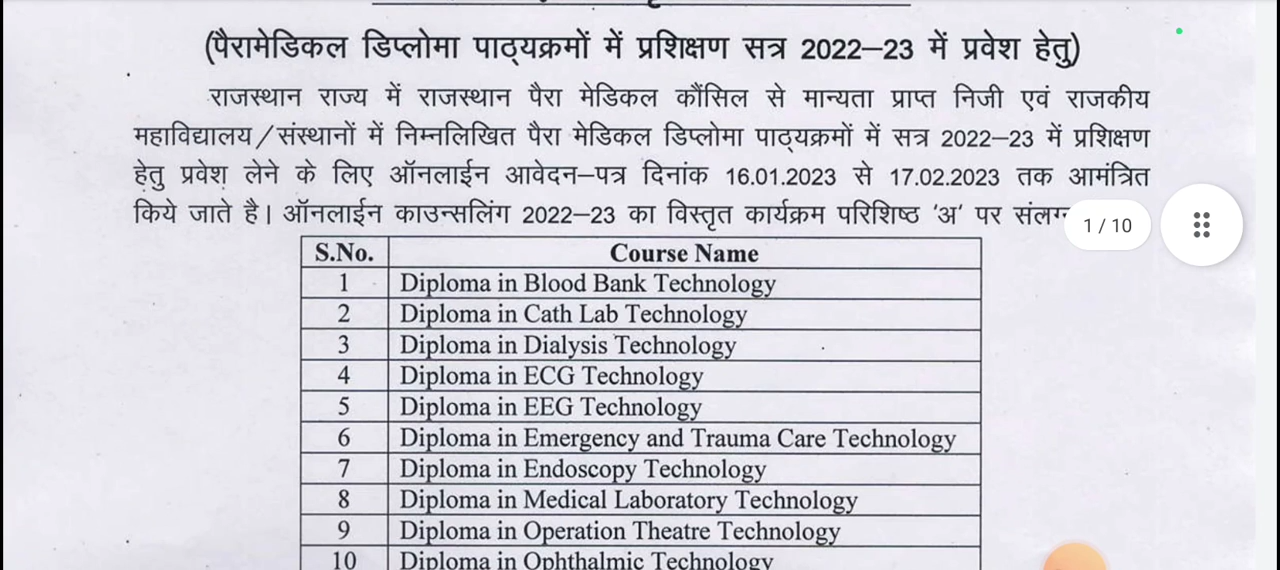 (पैरामेडिकल डिप्लोमा पाठ्यक्रमों में प्रशिक्षण सत्र 2022–23 में प्रवेश हेतु)
राजस्थान राज्य में राजस्थान पैरा मेडिकल कौंसिल से मान्यता प्राप्त निजी एवं राजकीय
महाविद्यालय/संस्थानों में निम्नलिखित पैरा मेडिकल डिप्लोमा पाठ्यक्रमों में सत्र 2022–23 में प्रशिक्षण
हेतु प्रवेश लेने के लिए ऑनलाईन आवेदन–पत्र दिनांक 16.01.2023 से 17.02.2023 तक आमंत्रित
किये जाते है। ऑनलाईन काउन्सलिंग 2022–23 का विस्तृत कार्यक्रम परिशिष्ठ 'अ' पर
1 / 10
S.No. Course Name
1 Diploma in Blood Bank Technology
2 Diploma in Cath Lab Technology
3 Diploma in Dialysis Technology
4 Diploma in ECG Technology
5 Diploma in EEG Technology
6 Diploma in Emergency and Trauma Care Technology
7 Diploma in Endoscopy Technology
8 Diploma in Medical Laboratory Technology
9 Diploma in Operation Theatre Technology
10 Diploma in Ophthalmic Technology